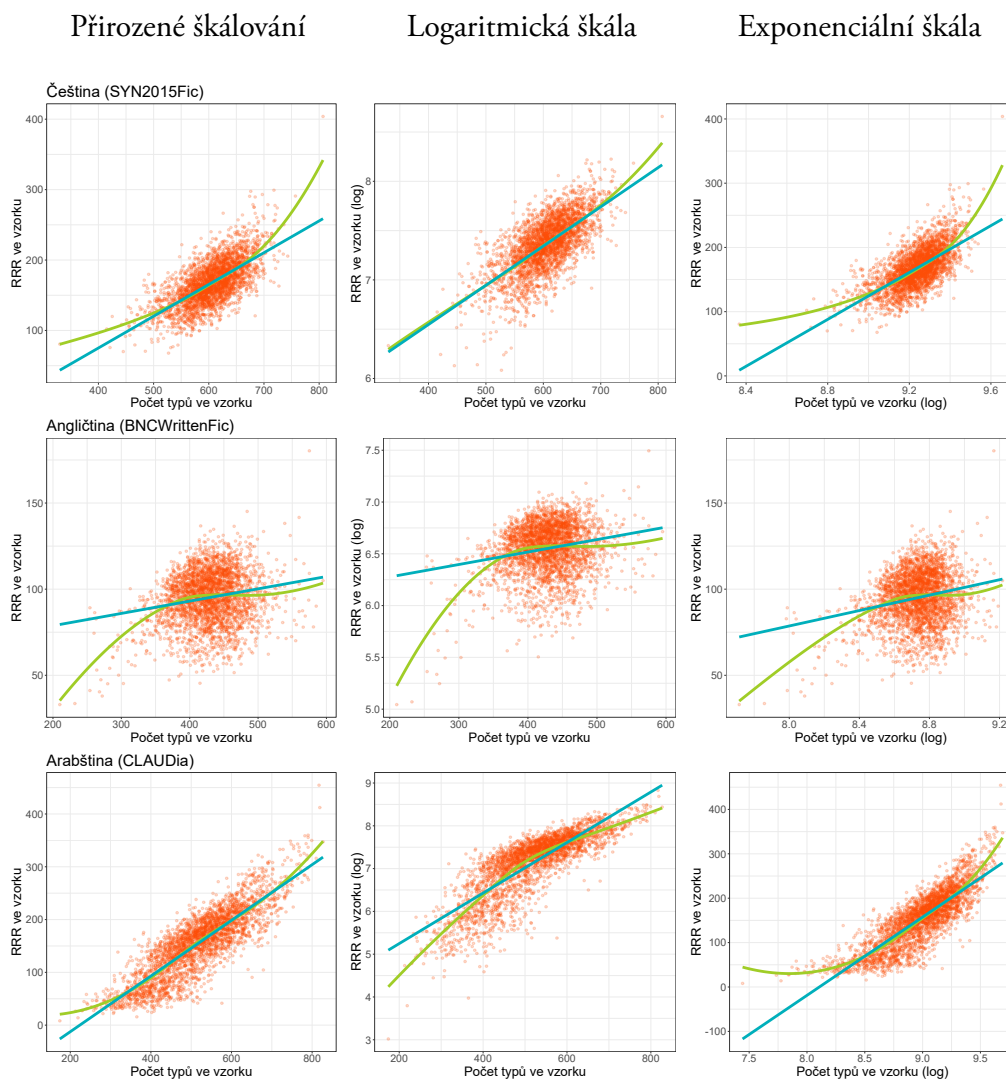 Přirozené škálování Logaritmická škála Exponenciální škála
Čeština (SYN2015Fic)
RRR ve vzorku
400
300
200
100
400 500 600 700 800
Počet typů ve vzorku
RRR ve vzorku (log)
8
7
6
400 500 600 700 800
Počet typů ve vzorku
RRR ve vzorku
400
300
200
100
0
8.4 8.8 9.2 9.6
Počet typů ve vzorku (log)
Angličtina (BNCWrittenFic)
RRR ve vzorku
150
100
50
200 300 400 500 600
Počet typů ve vzorku
RRR ve vzorku (log)
7.5
7.0
6.5
6.0
5.5
5.0
200 300 400 500 600
Počet typů ve vzorku
RRR ve vzorku
150
100
50
8.0 8.4 8.8 9.2
Počet typů ve vzorku (log)
Arabština (CLAUDia)
RRR ve vzorku
400
300
200
100
0
200 400 600 800
Počet typů ve vzorku
RRR ve vzorku (log)
9
8
7
6
5
4
3
200 400 600 800
Počet typů ve vzorku
RRR ve vzorku
400
350
300
250
200
150
100
50
0
-100
7.5 8.0 8.5 9.0 9.5
Počet typů ve vzorku (log)